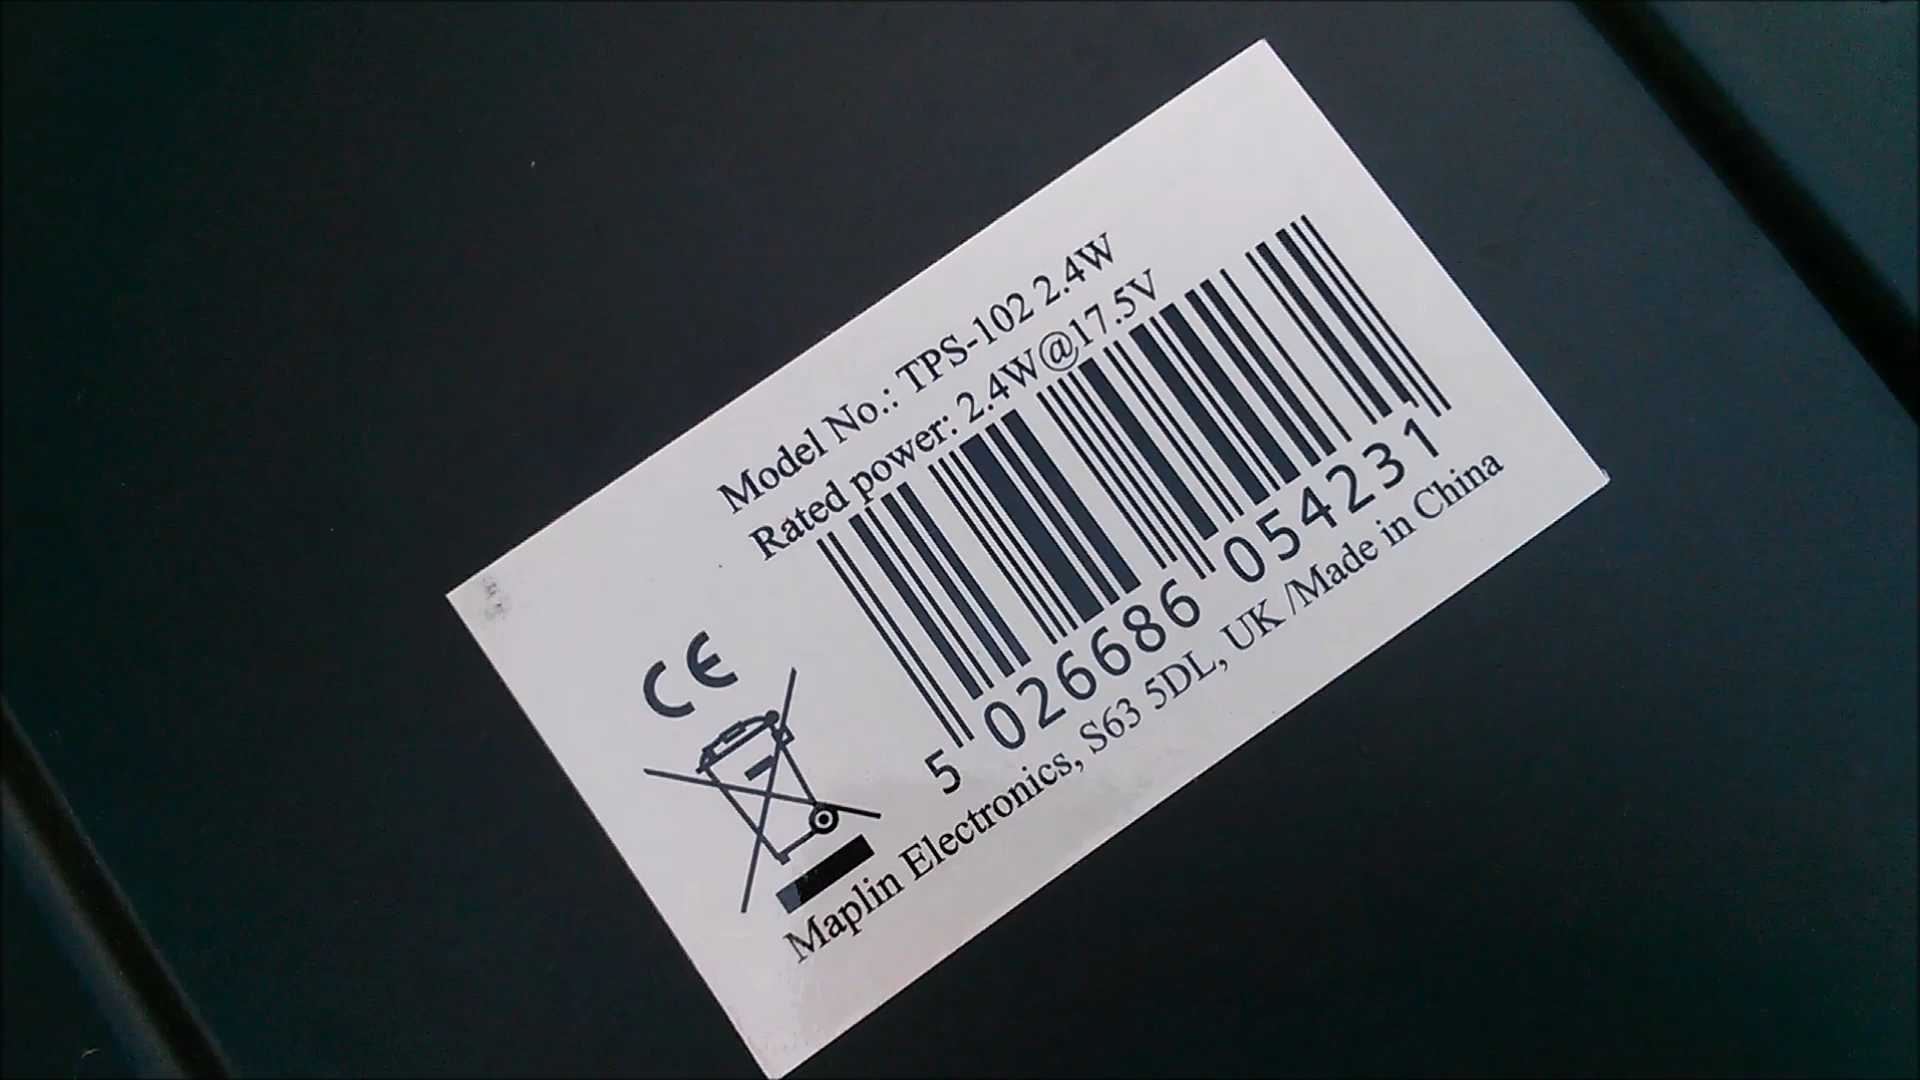 Model No.: TPS-102 2.4W
Rated power: 2.4W@17.5V
5 026686 054231
CE
Maplin Electronics, S63 5DL, UK /Made in China